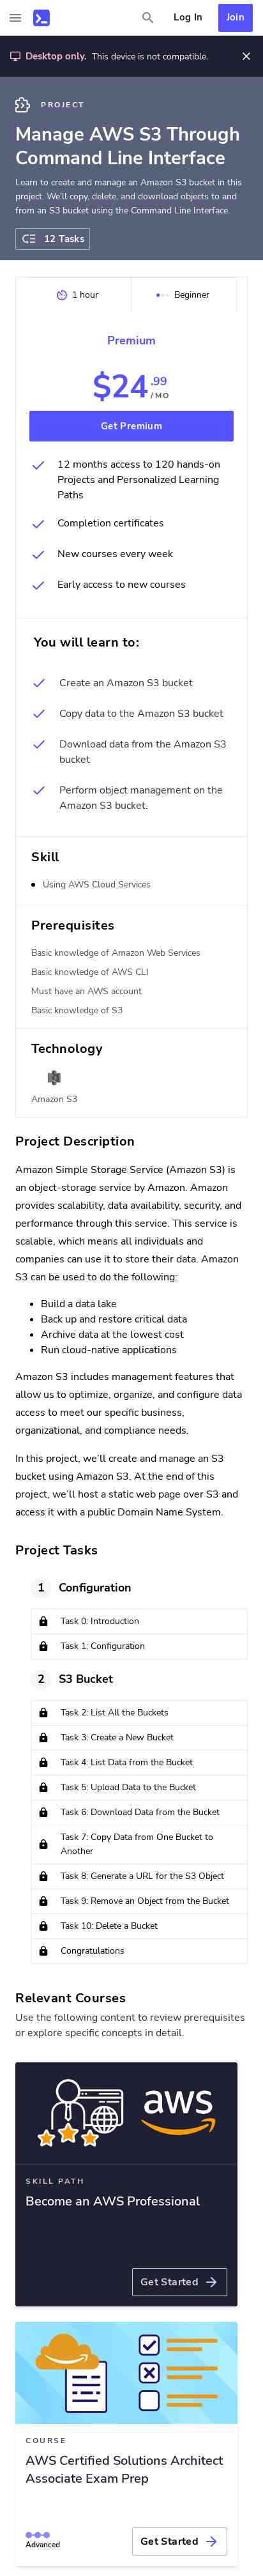 Log In
Join
Desktop only. This device is not compatible.
PROJECT
Manage AWS S3 Through
Command Line Interface
Learn to create and manage an Amazon S3 bucket in this
project. We'll copy, delete, and download objects to and
from an S3 bucket using the Command Line Interface.
12 Tasks
1 hour
Beginner
Premium
$24.99
/ MO
Get Premium
12 months access to 120 hands-on
Projects and Personalized Learning
Paths
Completion certificates
New courses every week
Early access to new courses
You will learn to:
Create an Amazon S3 bucket
Copy data to the Amazon S3 bucket
Download data from the Amazon S3
bucket
Perform object management on the
Amazon S3 bucket.
Skill
Using AWS Cloud Services
Prerequisites
Basic knowledge of Amazon Web Services
Basic knowledge of AWS CLI
Must have an AWS account
Basic knowledge of S3
Technology
Amazon S3
Project Description
Amazon Simple Storage Service (Amazon S3) is
an object-storage service by Amazon. Amazon
provides scalability, data availability, security, and
performance through this service. This service is
scalable, which means all individuals and
companies can use it to store their data. Amazon
S3 can be used to do the following:
• Build a data lake
• Back up and restore critical data
• Archive data at the lowest cost
• Run cloud-native applications
Amazon S3 includes management features that
allow us to optimize, organize, and configure data
access to meet our specific business,
organizational, and compliance needs.
In this project, we'll create and manage an S3
bucket using Amazon S3. At the end of this
project, we'll host a static web page over S3 and
access it with a public Domain Name System.
Project Tasks
1 Configuration
Task 0: Introduction
Task 1: Configuration
2 S3 Bucket
Task 2: List All the Buckets
Task 3: Create a New Bucket
Task 4: List Data from the Bucket
Task 5: Upload Data to the Bucket
Task 6: Download Data from the Bucket
Task 7: Copy Data from One Bucket to
Another
Task 8: Generate a URL for the S3 Object
Task 9: Remove an Object from the Bucket
Task 10: Delete a Bucket
Congratulations
Relevant Courses
Use the following content to review prerequisites
or explore specific concepts in detail.
aws
SKILL PATH
Become an AWS Professional
Get Started
COURSE
AWS Certified Solutions Architect
Associate Exam Prep
Advanced
Get Started